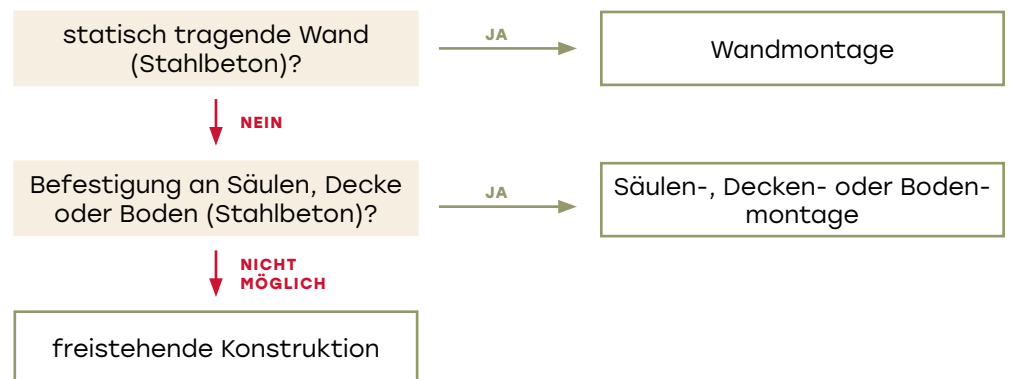 statisch tragende Wand
(Stahlbeton)?
JA
Wandmontage
NEIN
Befestigung an Säulen, Decke
oder Boden (Stahlbeton)?
JA
Säulen-, Decken- oder Boden-
montage
NICHT
MÖGLICH
freistehende Konstruktion